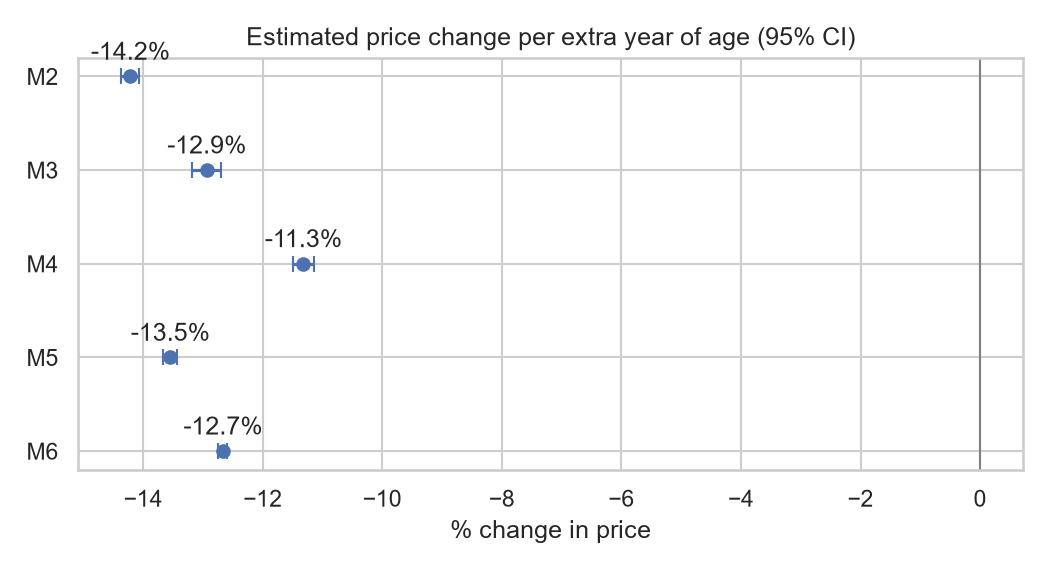 Estimated price change per extra year of age (95% CI)
-14.2%
M2
-12.9%
M3
-11.3%
M4
-13.5%
M5
-12.7%
M6
−14 −12 −10 −8 −6 −4 −2 0
% change in price